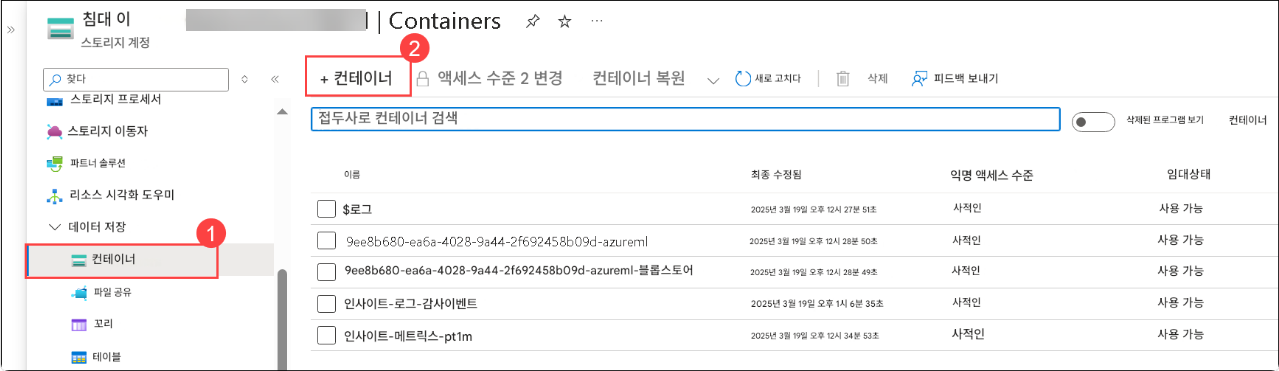 침대 이 | Containers
스토리지 계정
찾다
+ 컨테이너 액세스 수준 2 변경 컨테이너 복원 새로 고치다 삭제 피드백 보내기
2
접두사로 컨테이너 검색 삭제된 프로그램 보기 컨테이너
스토리지 프로세서
스토리지 이동자
파트너 솔루션
리소스 시각화 도우미
데이터 저장
1
컨테이너
파일 공유
꼬리
테이블
이름 최종 수정됨 익명 액세스 수준 임대상태
$로그 2025년 3월 19일 오후 12시 27분 51초 사적인 사용 가능
9ee8b680-ea6a-4028-9a44-2f692458b09d-azureml 2025년 3월 19일 오후 12시 28분 50초 사적인 사용 가능
9ee8b680-ea6a-4028-9a44-2f692458b09d-azureml-블롭스토어 2025년 3월 19일 오후 12시 28분 49초 사적인 사용 가능
인사이트-로그-감사이벤트 2025년 3월 19일 오후 1시 6분 35초 사적인 사용 가능
인사이트-메트릭스-pt1m 2025년 3월 19일 오후 12시 34분 53초 사적인 사용 가능